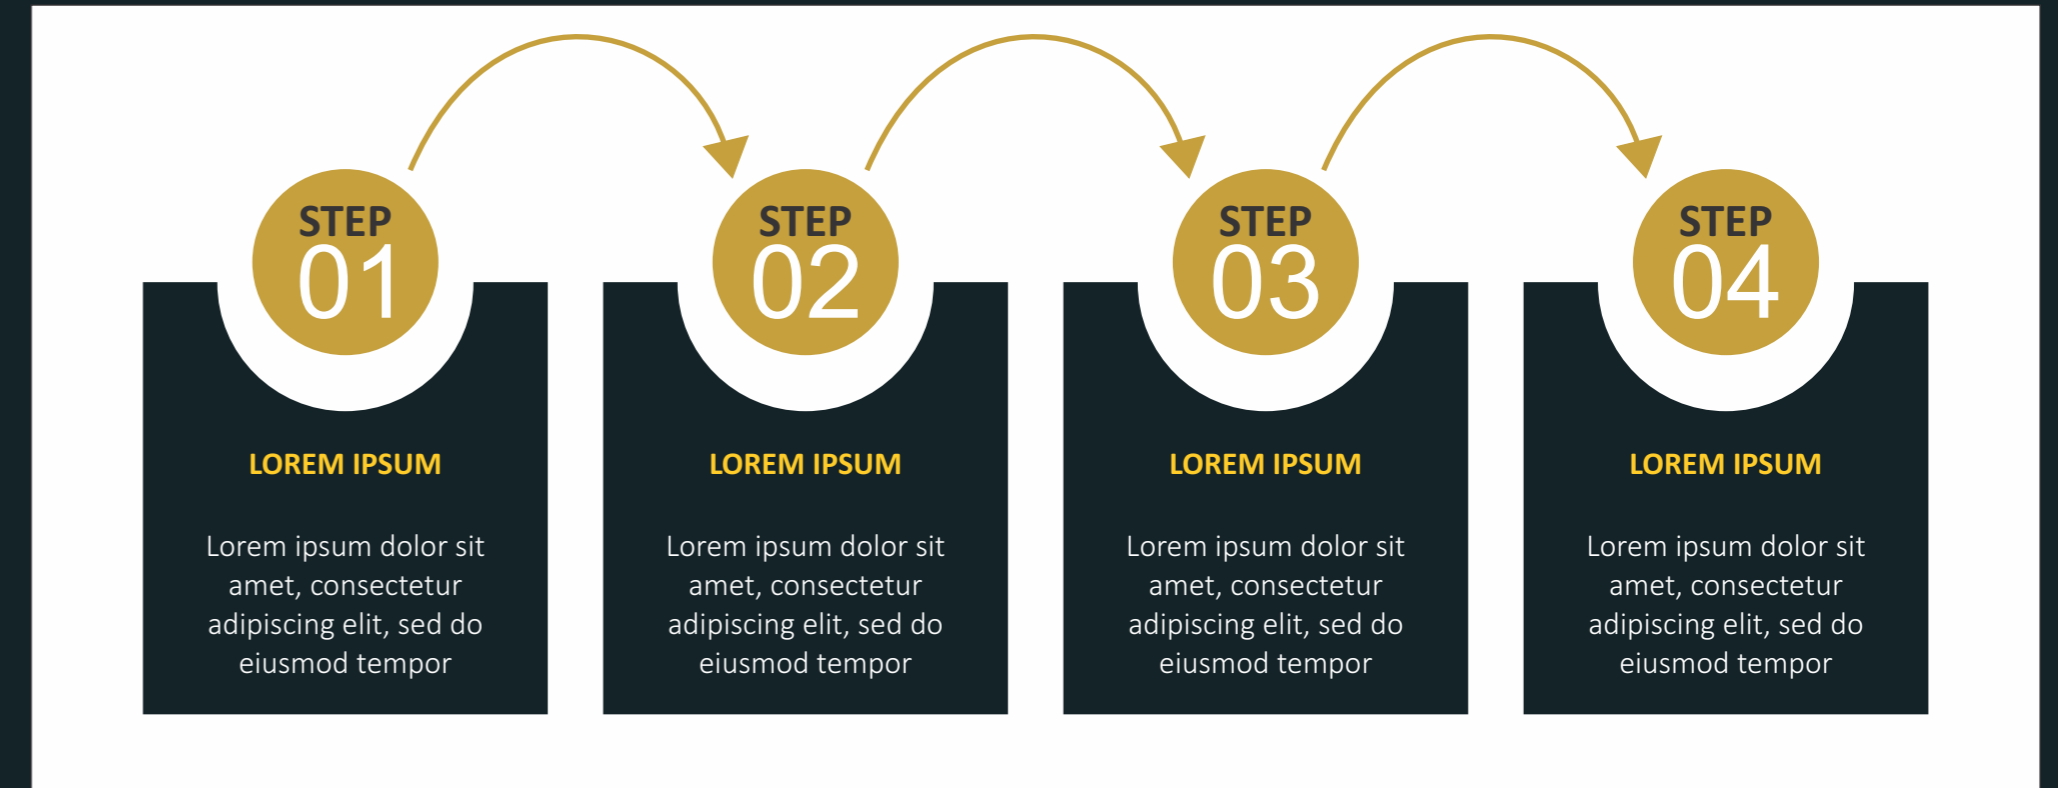 STEP
01
LOREM IPSUM
Lorem ipsum dolor sit
amet, consectetur
adipiscing elit, sed do
eiusmod tempor
STEP
02
LOREM IPSUM
Lorem ipsum dolor sit
amet, consectetur
adipiscing elit, sed do
eiusmod tempor
STEP
03
LOREM IPSUM
Lorem ipsum dolor sit
amet, consectetur
adipiscing elit, sed do
eiusmod tempor
STEP
04
LOREM IPSUM
Lorem ipsum dolor sit
amet, consectetur
adipiscing elit, sed do
eiusmod tempor